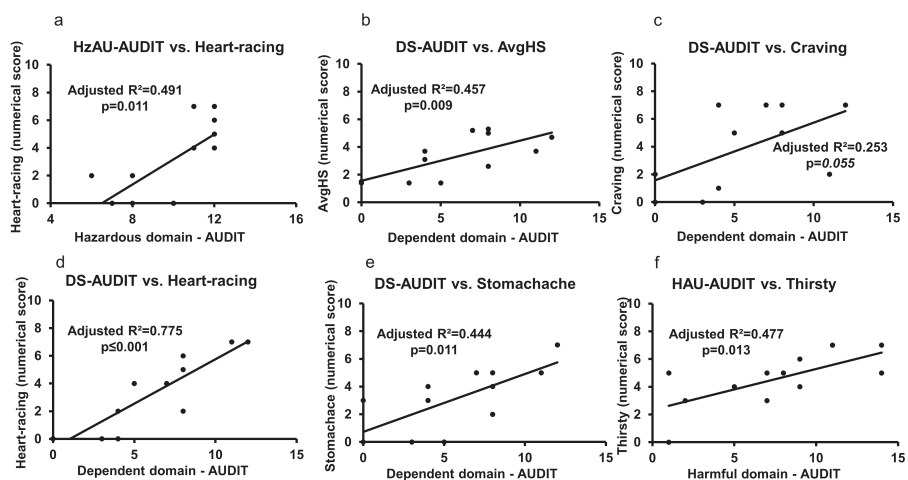 a
HzAU-AUDIT vs. Heart-racing
Heart-racing (numerical score)
10
8
6
4
2
0
Adjusted R²=0.491
p=0.011
4 8 12 16
Hazardous domain - AUDIT
b
DS-AUDIT vs. AvgHS
AvgHS (numerical score)
10
8
6
4
2
0
Adjusted R²=0.457
p=0.009
0 5 10 15
Dependent domain - AUDIT
c
DS-AUDIT vs. Craving
Craving (numerical score)
10
8
6
4
2
0
Adjusted R²=0.253
p=0.055
0 5 10 15
Dependent domain - AUDIT
d
DS-AUDIT vs. Heart-racing
Heart-racing (numerical score)
10
8
6
4
2
0
Adjusted R²=0.775
p≤0.001
0 5 10 15
Dependent domain - AUDIT
e
DS-AUDIT vs. Stomachache
Stomachace (numerical score)
10
8
6
4
2
0
Adjusted R²=0.444
p=0.011
0 5 10 15
Dependent domain - AUDIT
f
HAU-AUDIT vs. Thirsty
Thirsty (numerical score)
10
8
6
4
2
0
Adjusted R²=0.477
p=0.013
0 5 10 15
Harmful domain - AUDIT